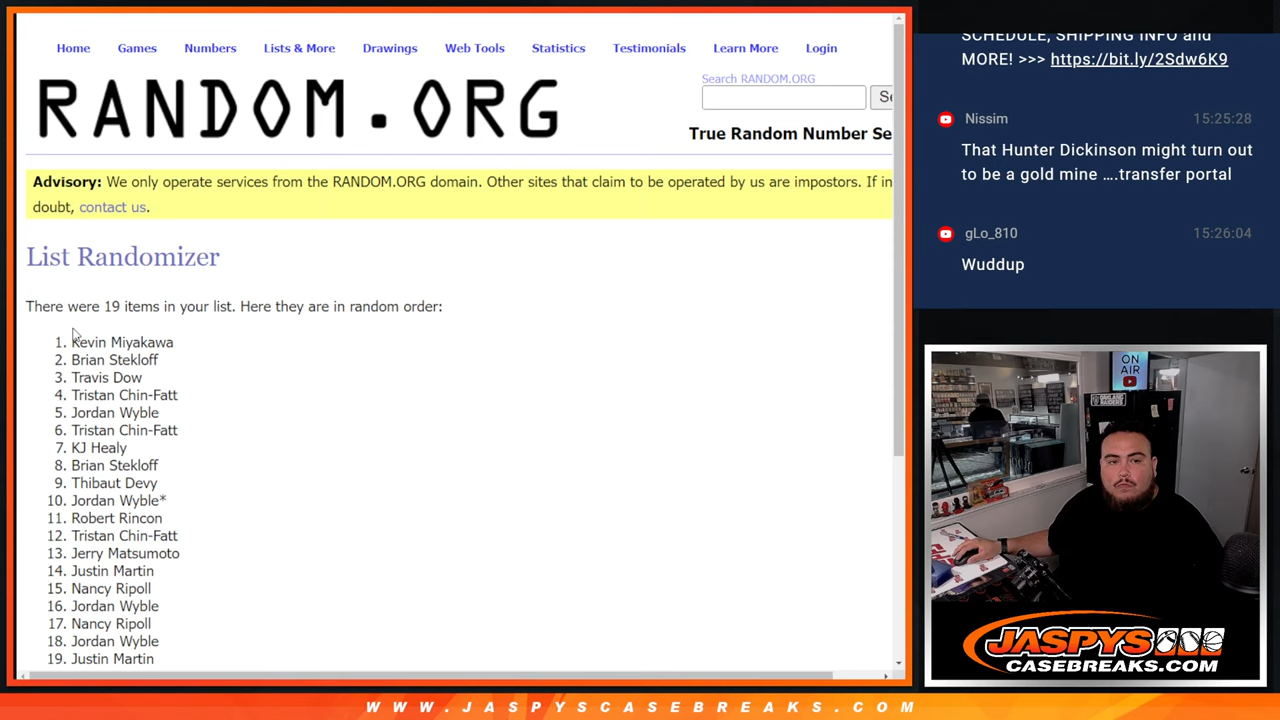 Home Games Numbers Lists & More Drawings Web Tools Statistics Testimonials Learn More Login
RANDOM.ORG
Search RANDOM.ORG
Se
True Random Number Se
Advisory: We only operate services from the RANDOM.ORG domain. Other sites that claim to be operated by us are impostors. If in
doubt, contact us.
List Randomizer
There were 19 items in your list. Here they are in random order:
1. Kevin Miyakawa
2. Brian Stekloff
3. Travis Dow
4. Tristan Chin-Fatt
5. Jordan Wyble
6. Tristan Chin-Fatt
7. KJ Healy
8. Brian Stekloff
9. Thibaut Devy
10. Jordan Wyble*
11. Robert Rincon
12. Tristan Chin-Fatt
13. Jerry Matsumoto
14. Justin Martin
15. Nancy Ripoll
16. Jordan Wyble
17. Nancy Ripoll
18. Jordan Wyble
19. Justin Martin
SCHEDULE, SHIPPING INFO and
MORE! >>> https://bit.ly/2Sdw6K9
Nissim 15:25:28
That Hunter Dickinson might turn out
to be a gold mine ....transfer portal
gLo_810 15:26:04
Wuddup
ON
AIR
JASPYS
CASEBREAKS.COM
WWW.JASPYSCASEBREAKS.COM